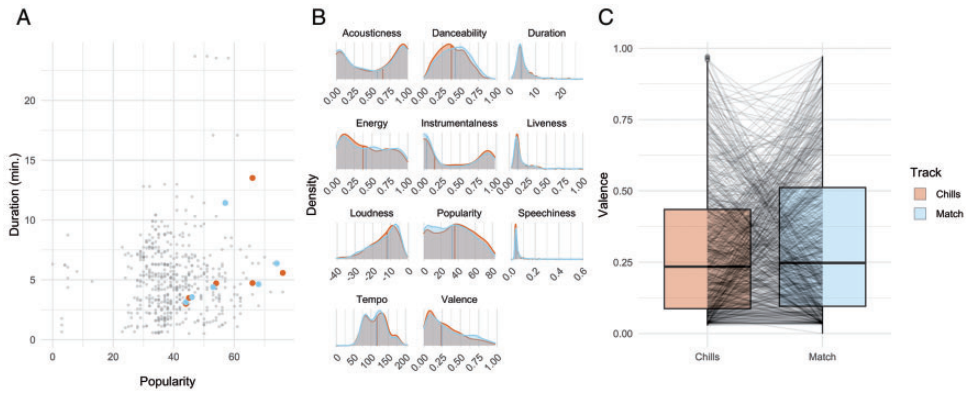 A
Duration (min.)
20
15
10
5
0
0 20 40 60
Popularity
B
Density
Acousticness Danceability Duration
0.00 0.25 0.50 0.75 1.00 0.00 0.25 0.50 0.75 1.00 0 10 20
Energy Instrumentalness Liveness
0.00 0.25 0.50 0.75 1.00 0.00 0.25 0.50 0.75 1.00 0.00 0.25 0.50 0.75 1.00
Loudness Popularity Speechiness
-40 -30 -20 -10 0 0 20 40 60 80 0.0 0.2 0.4 0.6
Tempo Valence
0 50 100 150 200 0.00 0.25 0.50 0.75 1.00
C
Valence
1.00
0.75
0.50
0.25
0.00
Chills Match
Track
Chills
Match